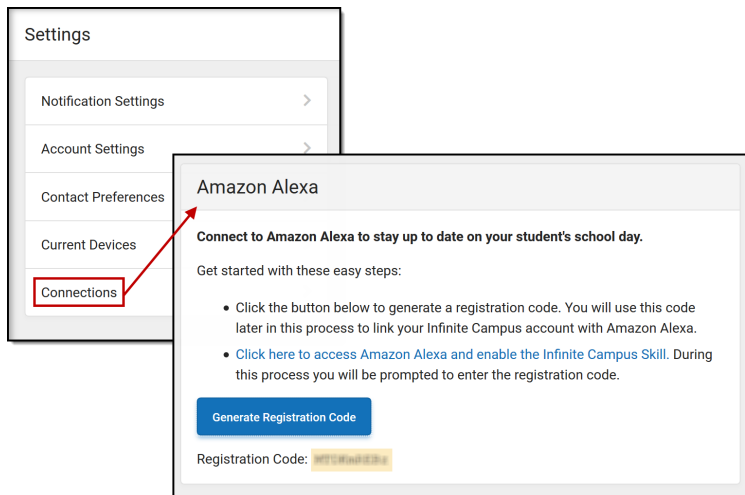 Settings
Notification Settings
Account Settings
Contact Preferences
Current Devices
Connections
Amazon Alexa
Connect to Amazon Alexa to stay up to date on your student's school day.
Get started with these easy steps:
• Click the button below to generate a registration code. You will use this code
later in this process to link your Infinite Campus account with Amazon Alexa.
• Click here to access Amazon Alexa and enable the Infinite Campus Skill. During
this process you will be prompted to enter the registration code.
Generate Registration Code
Registration Code: